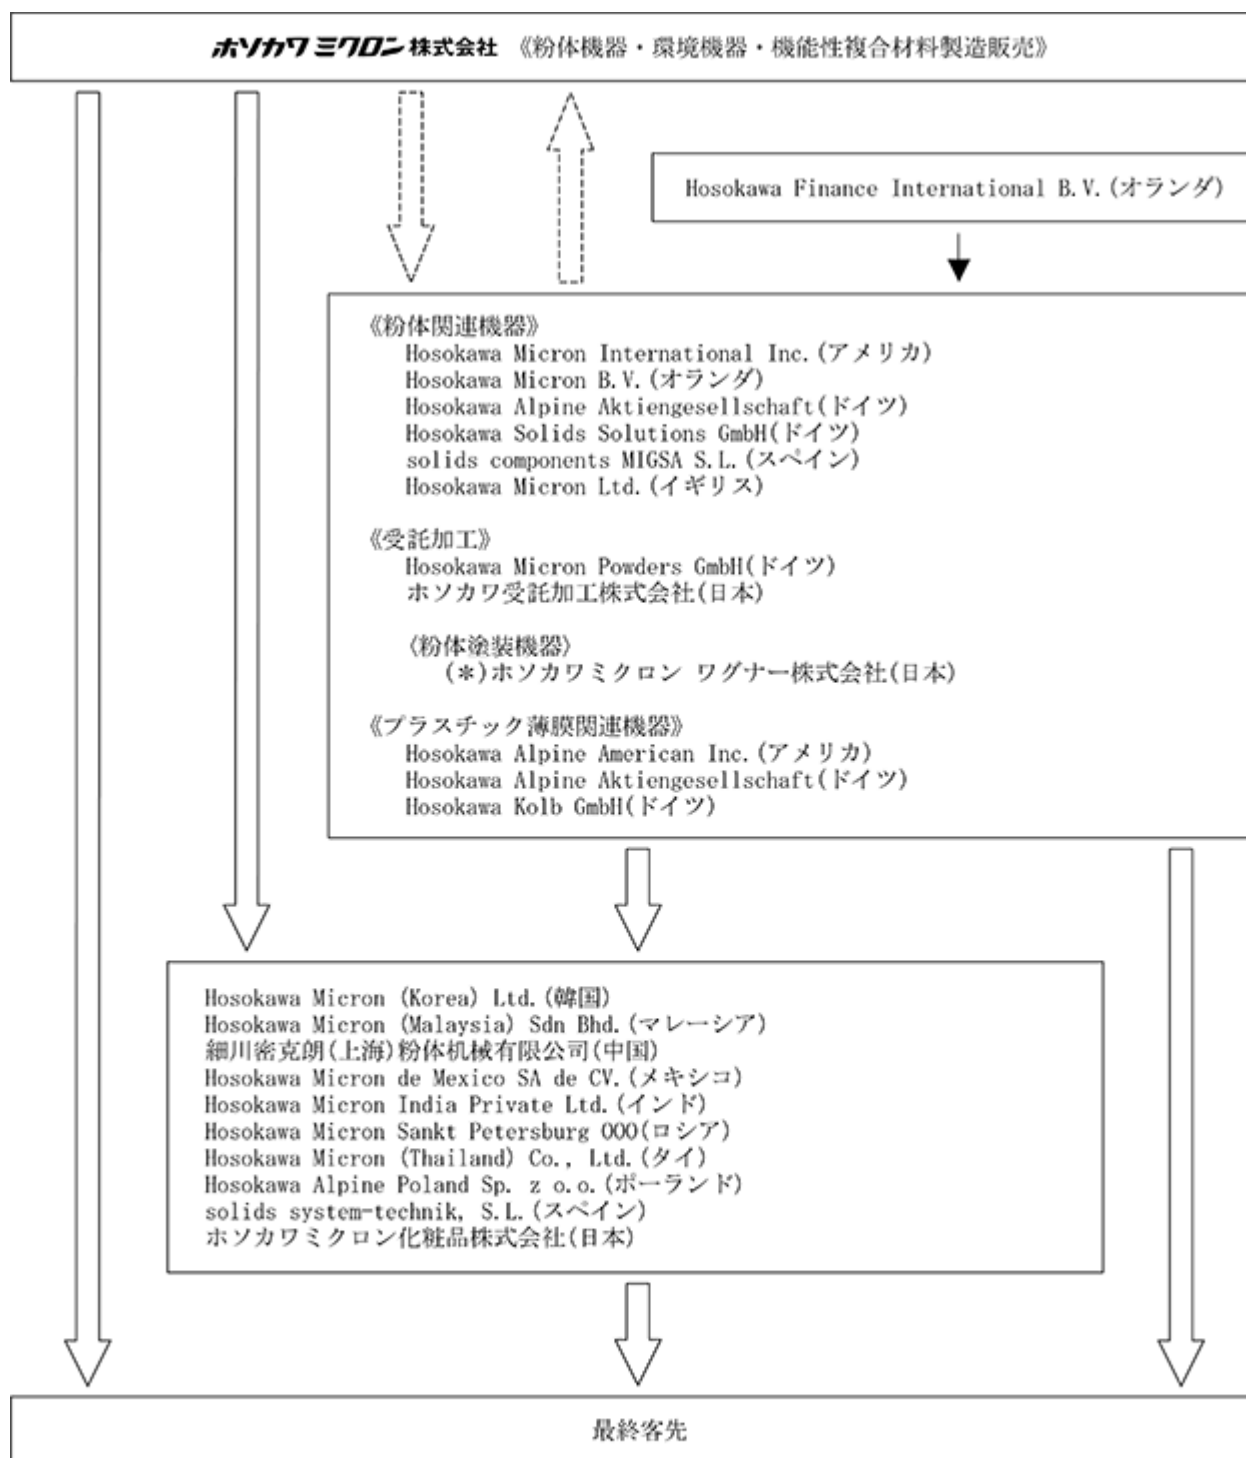 ホソカワミクロン株式会社 《粉体機器・環境機器・機能性複合材料製造販売》
Hosokawa Finance International B.V.(オランダ)
《粉体関連機器》
Hosokawa Micron International Inc.(アメリカ)
Hosokawa Micron B.V.(オランダ)
Hosokawa Alpine Aktiengesellschaft(ドイツ)
Hosokawa Solids Solutions GmbH(ドイツ)
solids components MIGSA S.L.(スペイン)
Hosokawa Micron Ltd.(イギリス)
《受託加工》
Hosokawa Micron Powders GmbH(ドイツ)
ホソカワ受託加工株式会社(日本)
〈粉体塗装機器〉
(*)ホソカワミクロン ワグナー株式会社(日本)
《プラスチック薄膜関連機器》
Hosokawa Alpine American Inc.(アメリカ)
Hosokawa Alpine Aktiengesellschaft(ドイツ)
Hosokawa Kolb GmbH(ドイツ)
Hosokawa Micron (Korea) Ltd.(韓国)
Hosokawa Micron (Malaysia) Sdn Bhd.(マレーシア)
細川密克朗(上海)粉体机械有限公司(中国)
Hosokawa Micron de Mexico SA de CV.(メキシコ)
Hosokawa Micron India Private Ltd.(インド)
Hosokawa Micron Sankt Petersburg OOO(ロシア)
Hosokawa Micron (Thailand) Co., Ltd.(タイ)
Hosokawa Alpine Poland Sp. z o.o.(ポーランド)
solids system-technik, S.L.(スペイン)
ホソカワミクロン化粧品株式会社(日本)
最終客先